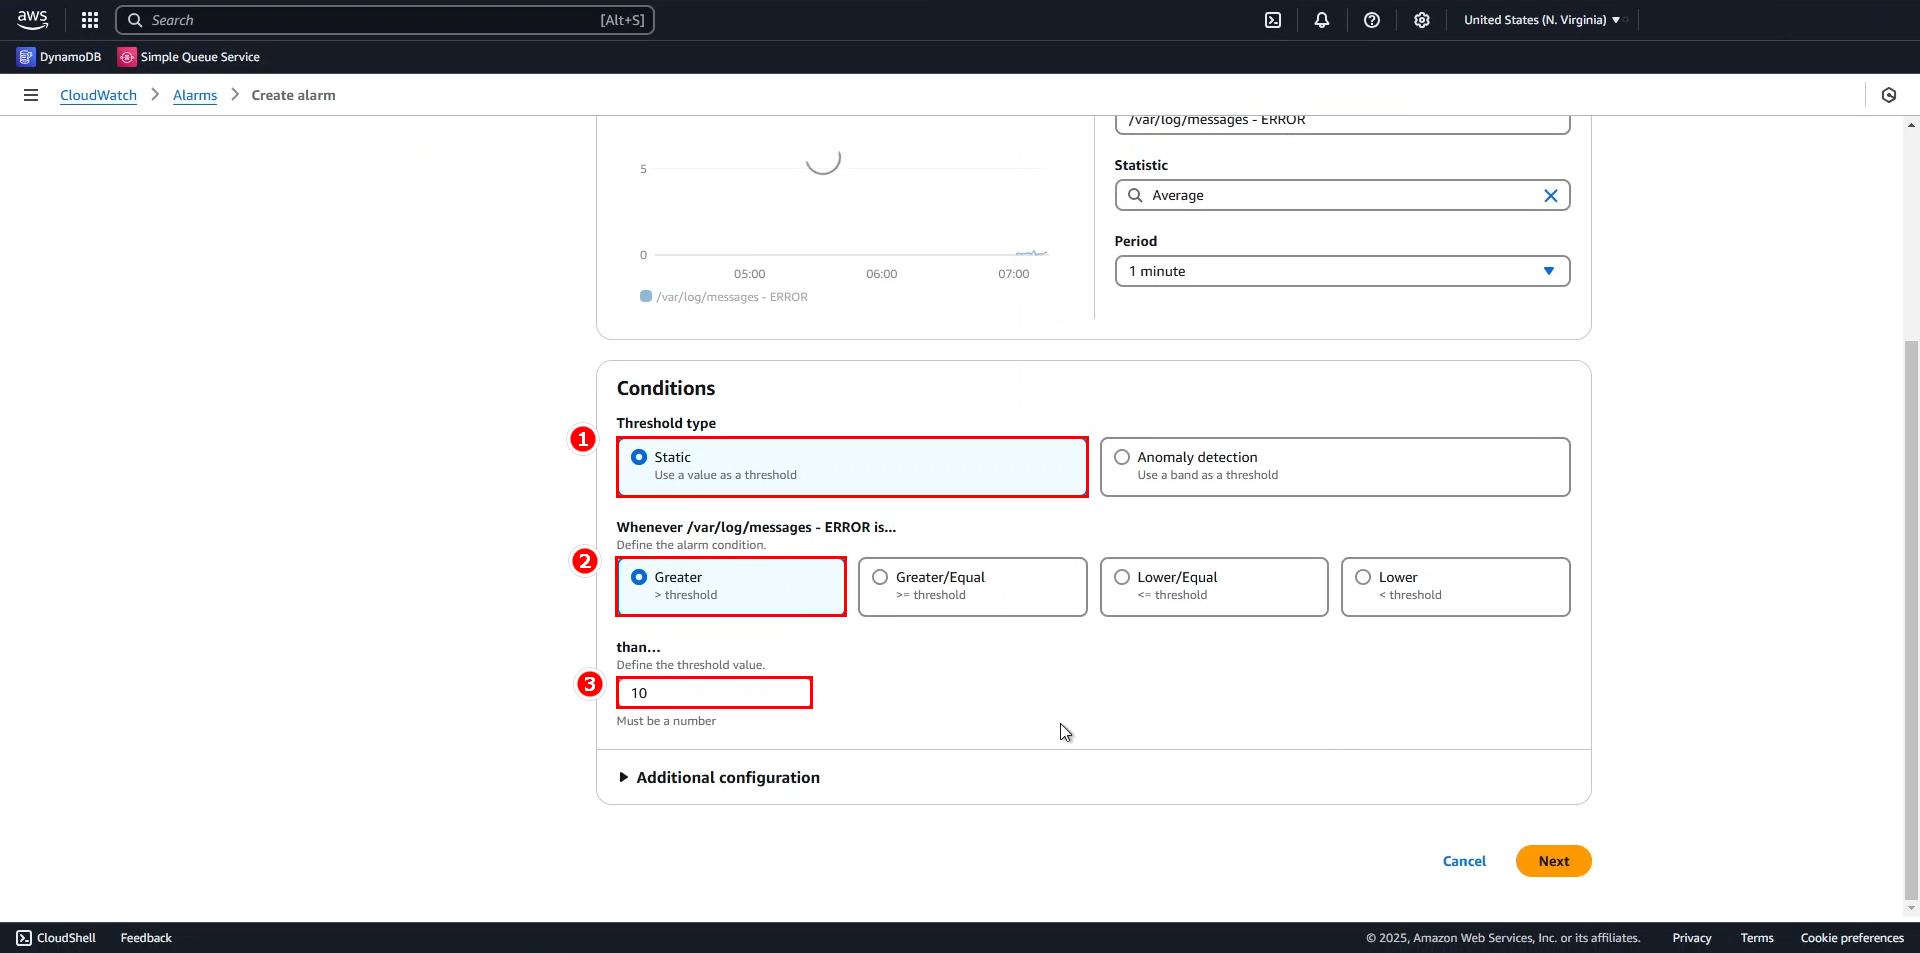 aws
Search [Alt+S]
United States (N. Virginia)
DynamoDB Simple Queue Service
CloudWatch > Alarms > Create alarm
/var/log/messages - ERROR
5
0
05:00 06:00 07:00
/var/log/messages - ERROR
Statistic
Average
Period
1 minute
Conditions
Threshold type
1
Static
Use a value as a threshold
Anomaly detection
Use a band as a threshold
Whenever /var/log/messages - ERROR is...
Define the alarm condition.
2
Greater
> threshold
Greater/Equal
>= threshold
Lower/Equal
<= threshold
Lower
< threshold
than...
Define the threshold value.
3
10
Must be a number
Additional configuration
Cancel Next
CloudShell Feedback
© 2025, Amazon Web Services, Inc. or its affiliates. Privacy Terms Cookie preferences